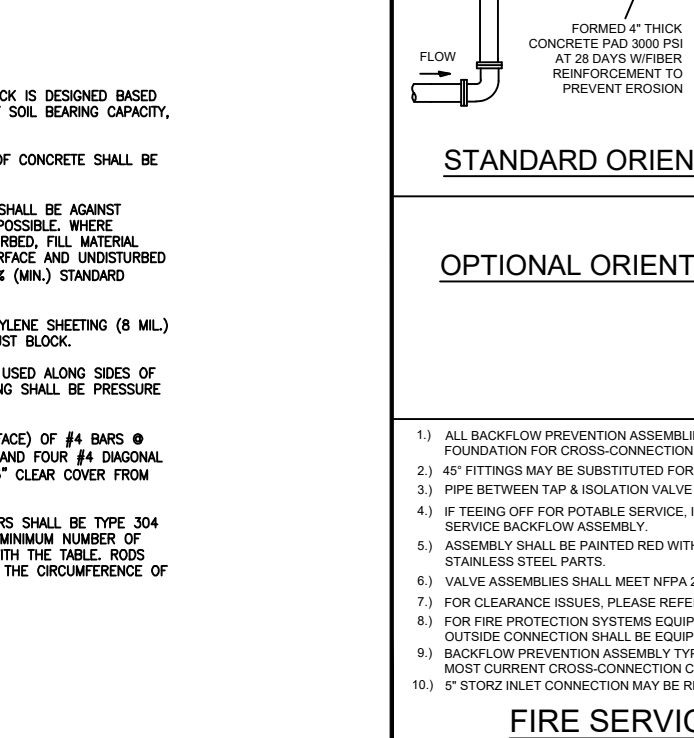 CK IS DESIGNED BASED
SOIL BEARING CAPACITY,
OF CONCRETE SHALL BE
SHALL BE AGAINST
POSSIBLE. WHERE
RBED, FILL MATERIAL
RFACE AND UNDISTURBED
% (MIN.) STANDARD
YLENE SHEETING (8 MIL.)
UST BLOCK.
USED ALONG SIDES OF
NG SHALL BE PRESSURE
FACE) OF #4 BARS @
AND FOUR #4 DIAGONAL
" CLEAR COVER FROM
RS SHALL BE TYPE 304
MINIMUM NUMBER OF
ITH THE TABLE. RODS
THE CIRCUMFERENCE OF
FLOW
FORMED 4" THICK
CONCRETE PAD 3000 PSI
AT 28 DAYS W/FIBER
REINFORCEMENT TO
PREVENT EROSION
STANDARD ORIEN
OPTIONAL ORIENT
1.) ALL BACKFLOW PREVENTION ASSEMBLI
FOUNDATION FOR CROSS-CONNECTION
2.) 45° FITTINGS MAY BE SUBSTITUTED FOR
3.) PIPE BETWEEN TAP & ISOLATION VALVE
4.) IF TEEING OFF FOR POTABLE SERVICE, I
SERVICE BACKFLOW ASSEMBLY.
5.) ASSEMBLY SHALL BE PAINTED RED WITH
STAINLESS STEEL PARTS.
6.) VALVE ASSEMBLIES SHALL MEET NFPA 2
7.) FOR CLEARANCE ISSUES, PLEASE REFE
8.) FOR FIRE PROTECTION SYSTEMS EQUIP
OUTSIDE CONNECTION SHALL BE EQUIP
9.) BACKFLOW PREVENTION ASSEMBLY TYP
MOST CURRENT CROSS-CONNECTION C
10.) 5" STORZ INLET CONNECTION MAY BE R
FIRE SERVIC